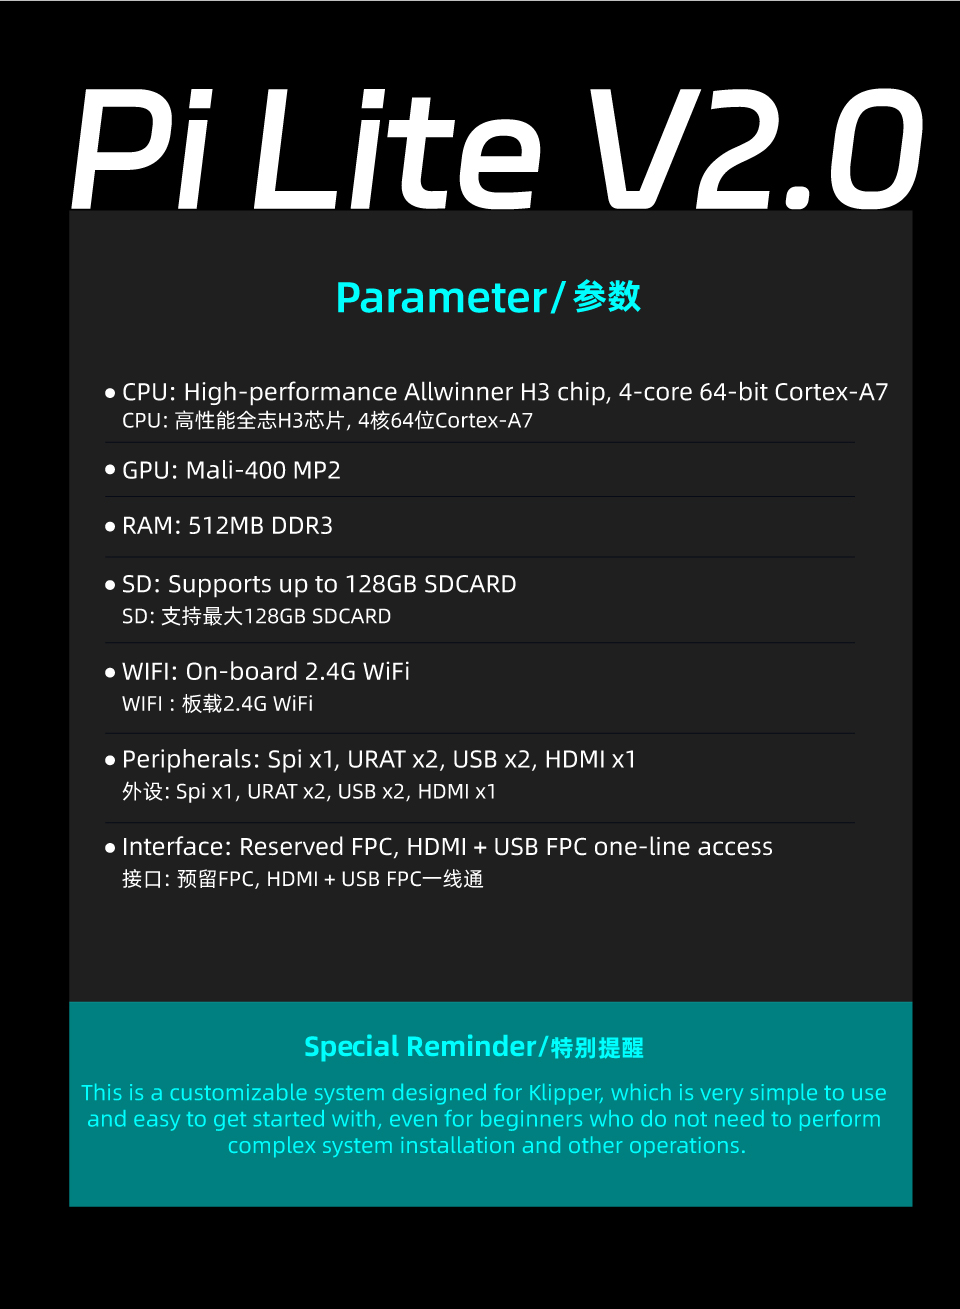 Pi Lite V2.0
Parameter/参数
● CPU: High-performance Allwinner H3 chip, 4-core 64-bit Cortex-A7
CPU: 高性能全志H3芯片, 4核64位Cortex-A7
● GPU: Mali-400 MP2
● RAM: 512MB DDR3
● SD: Supports up to 128GB SDCARD
SD: 支持最大128GB SDCARD
● WIFI: On-board 2.4G WiFi
WIFI : 板载2.4G WiFi
● Peripherals: Spi x1, URAT x2, USB x2, HDMI x1
外设: Spi x1, URAT x2, USB x2, HDMI x1
● Interface: Reserved FPC, HDMI + USB FPC one-line access
接口: 预留FPC, HDMI + USB FPC一线通
Special Reminder/特别提醒
This is a customizable system designed for Klipper, which is very simple to use
and easy to get started with, even for beginners who do not need to perform
complex system installation and other operations.